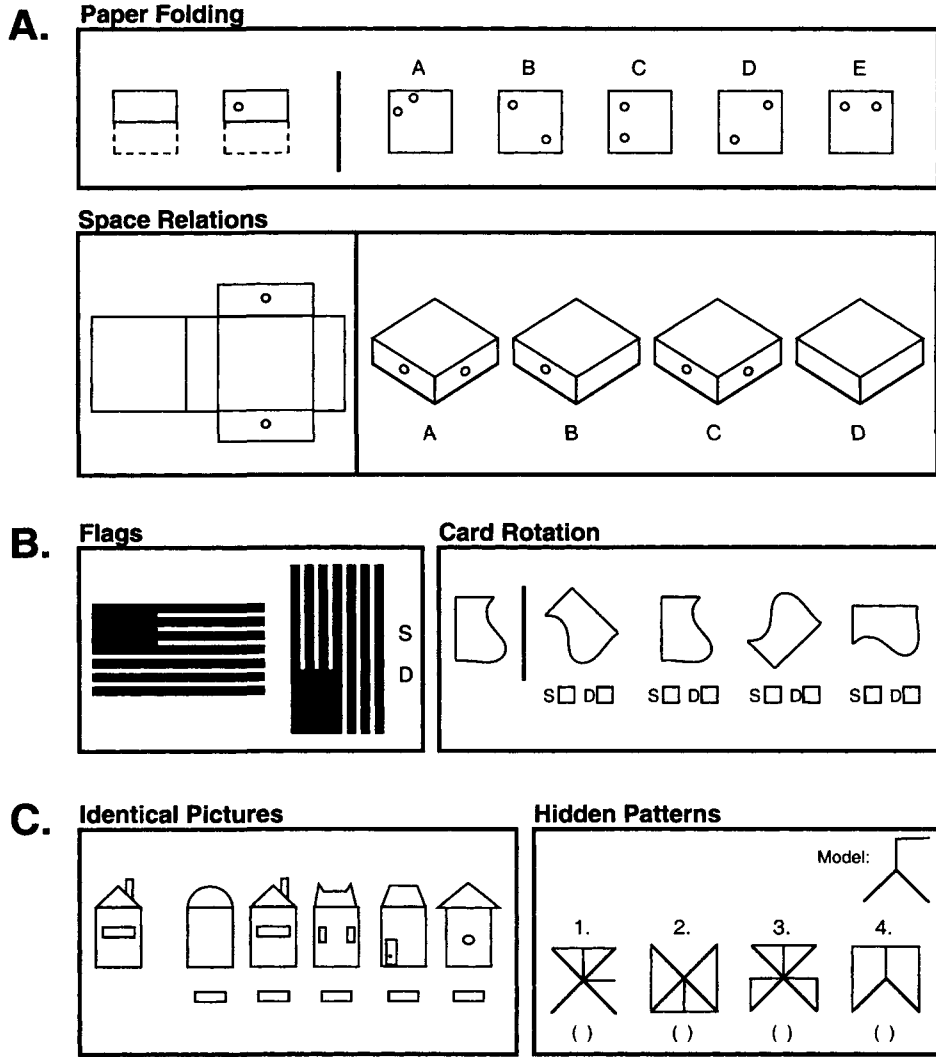 A.
Paper Folding
A B C D E
Space Relations
A B C D
B.
Flags
S
D
Card Rotation
S D S D S D S D
C.
Identical Pictures
Hidden Patterns
Model:
1. 2. 3. 4.
( ) ( ) ( ) ( )